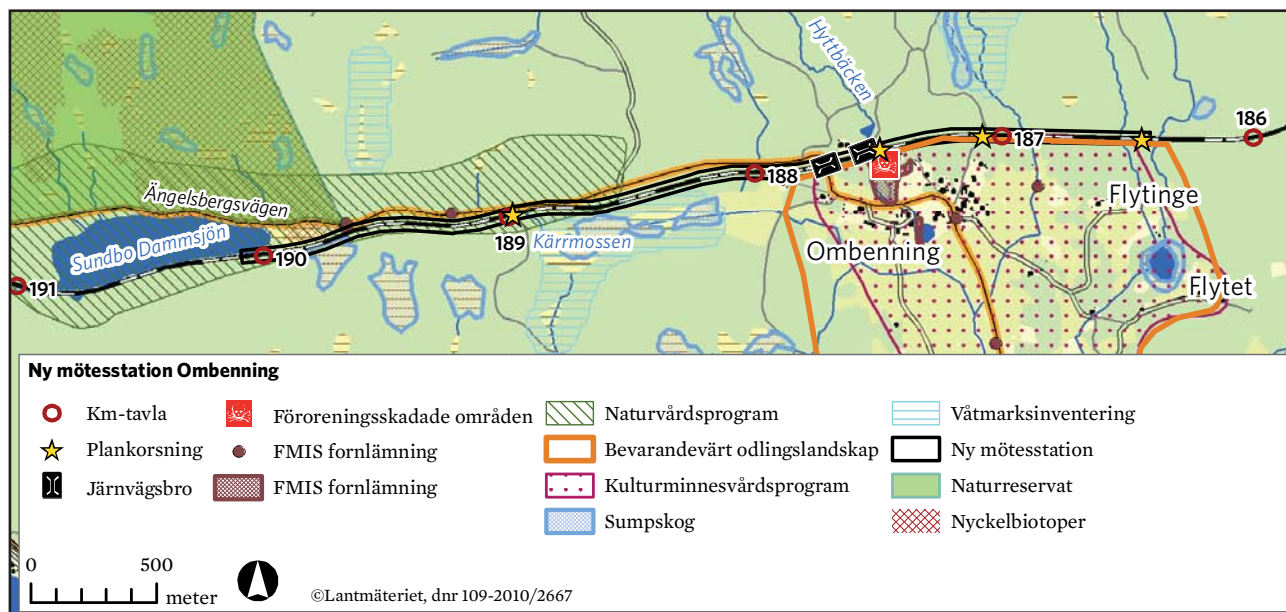 Hyttbäcken
186
187
188
Ängelsbergsvägen
Flytinge
189
Kärrmossen
Sundbo Dammsjön
190
Ombenning
191
Flytet
Ny mötesstation Ombenning
Km-tavla
Plankorsning
Järnvägsbro
Föroreningsskadade områden
FMIS fornlämning
FMIS fornlämning
Naturvårdsprogram
Bevarandevärt odlingslandskap
Kulturminnesvårdsprogram
Sumpskog
Våtmarksinventering
Ny mötesstation
Naturreservat
Nyckelbiotoper
0 500
meter
©Lantmäteriet, dnr 109-2010/2667